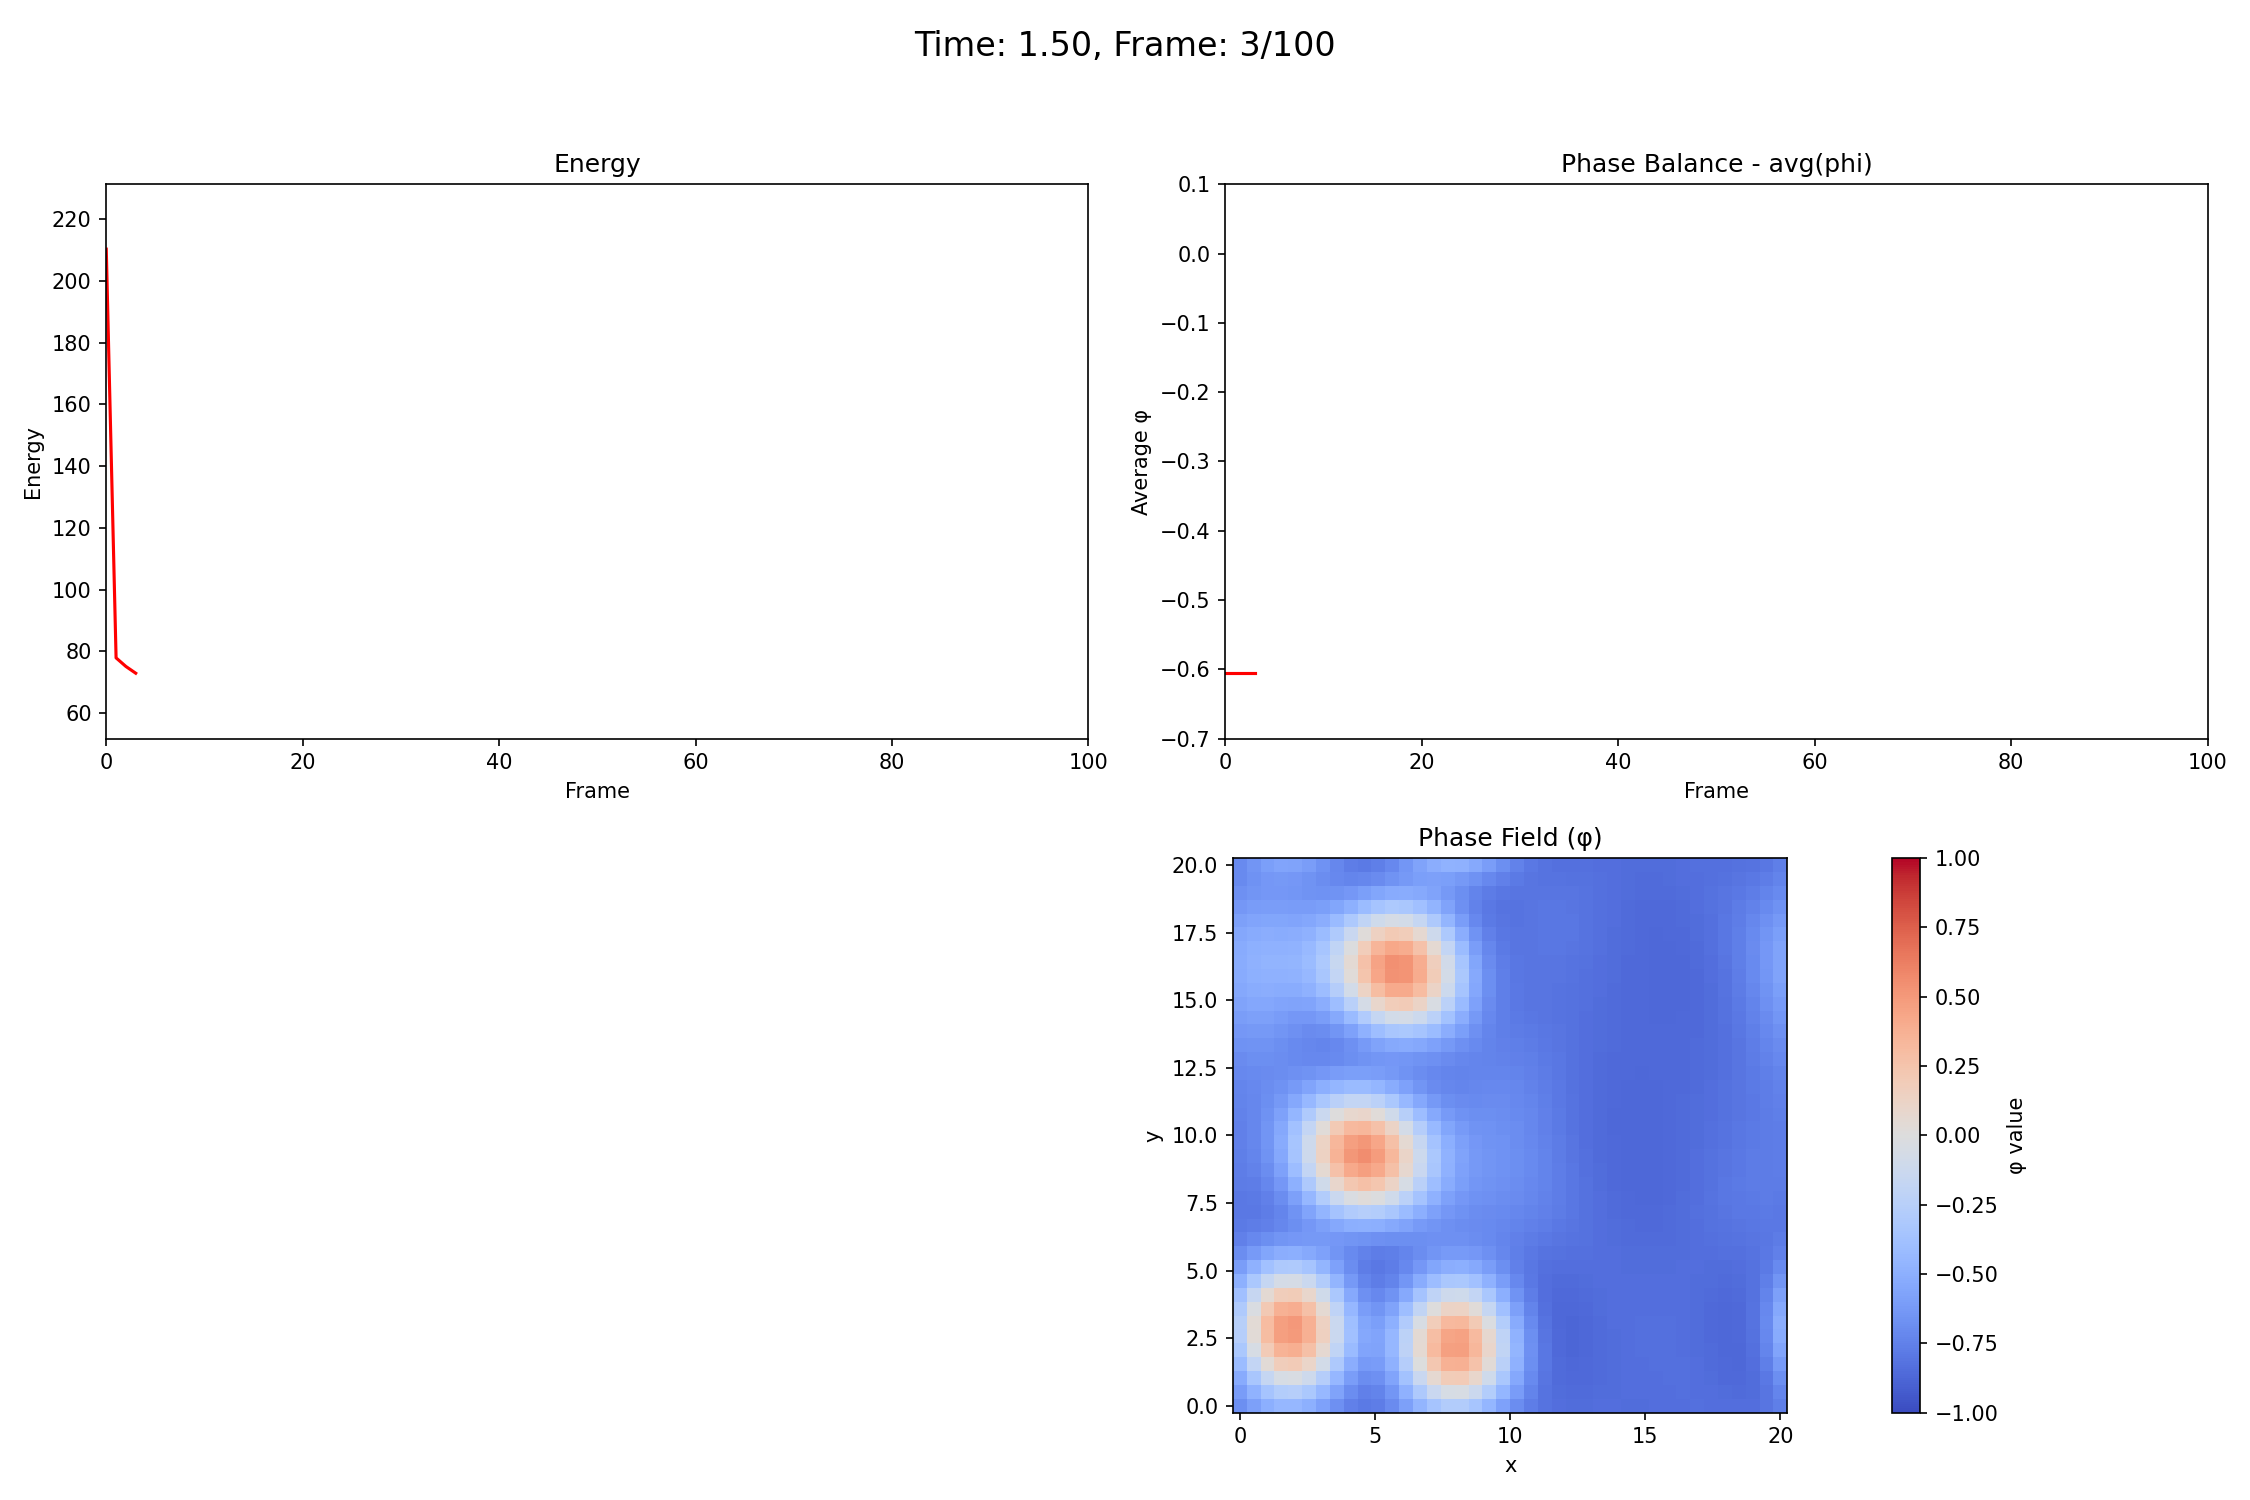 Time: 1.50, Frame: 3/100
Energy
220
200
180
160
140
120
100
80
60
Energy
0 20 40 60 80 100
Frame
Phase Balance - avg(phi)
0.1
0.0
−0.1
−0.2
−0.3
−0.4
−0.5
−0.6
−0.7
Average φ
0 20 40 60 80 100
Frame
Phase Field (φ)
20.0
17.5
15.0
12.5
10.0
7.5
5.0
2.5
0.0
y
0 5 10 15 20
x
1.00
0.75
0.50
0.25
0.00
−0.25
−0.50
−0.75
−1.00
φ value